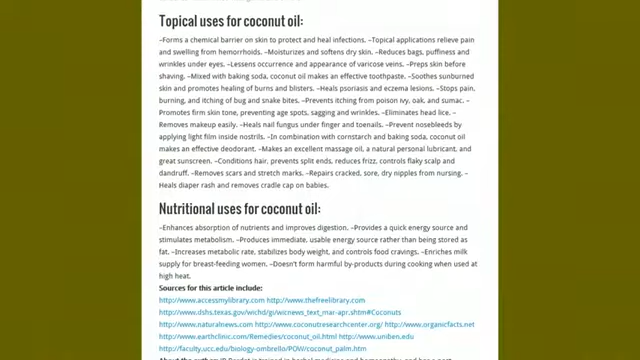 Topical uses for coconut oil:
–Forms a chemical barrier on skin to protect and heal infections. –Topical applications relieve pain
and swelling from hemorrhoids. –Moisturizes and softens dry skin. –Reduces bags, puffiness and
wrinkles under eyes. –Lessens occurrence and appearance of varicose veins. –Preps skin before
shaving. –Mixed with baking soda, coconut oil makes an effective toothpaste. –Soothes sunburned
skin and promotes healing of burns and blisters. –Heals psoriasis and eczema lesions. –Stops pain,
burning, and itching of bug and snake bites. –Prevents itching from poison ivy, oak, and sumac. –
Promotes firm skin tone, preventing age spots, sagging and wrinkles. –Eliminates head lice. –
Removes makeup easily. –Heals nail fungus under finger and toenails. –Prevent nosebleeds by
applying light film inside nostrils. –In combination with cornstarch and baking soda, coconut oil
makes an effective deodorant. –Makes an excellent massage oil, a natural personal lubricant, and
great sunscreen. –Conditions hair, prevents split ends, reduces frizz, controls flaky scalp and
dandruff. –Removes scars and stretch marks. –Repairs cracked, sore, dry nipples from nursing. –
Heals diaper rash and removes cradle cap on babies.
Nutritional uses for coconut oil:
–Enhances absorption of nutrients and improves digestion. –Provides a quick energy source and
stimulates metabolism. –Produces immediate, usable energy source rather than being stored as
fat. –Increases metabolic rate, stabilizes body weight, and controls food cravings. –Enriches milk
supply for breast-feeding women. –Doesn't form harmful by-products during cooking when used at
high heat.
Sources for this article include:
http://www.accessmylibrary.com http://www.thefreelibrary.com
http://www.dshs.texas.gov/wichd/gi/wicnews_text_mar-apr.shtm#Coconuts
http://www.naturalnews.com http://www.coconutresearchcenter.org/ http://www.organicfacts.net
http://www.earthclinic.com/Remedies/coconut_oil.html http://www.uniben.edu
http://faculty.ucc.edu/biology-ombrello/POW/coconut_palm.htm